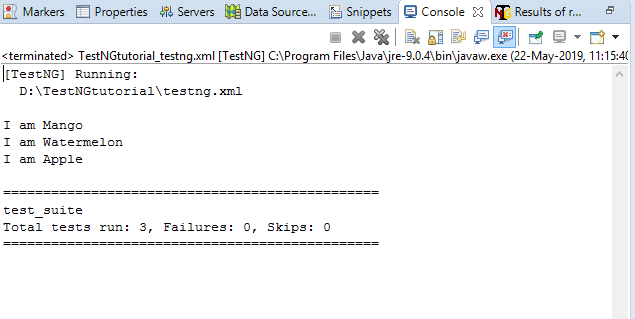 Markers Properties Servers Data Source... Snippets Console Results of r...
<terminated> TestNGtutorial_testng.xml [TestNG] C:\Program Files\Java\jre-9.0.4\bin\javaw.exe (22-May-2019, 11:15:40
[TestNG] Running:
D:\TestNGtutorial\testng.xml
I am Mango
I am Watermelon
I am Apple
===============================================
test_suite
Total tests run: 3, Failures: 0, Skips: 0
===============================================